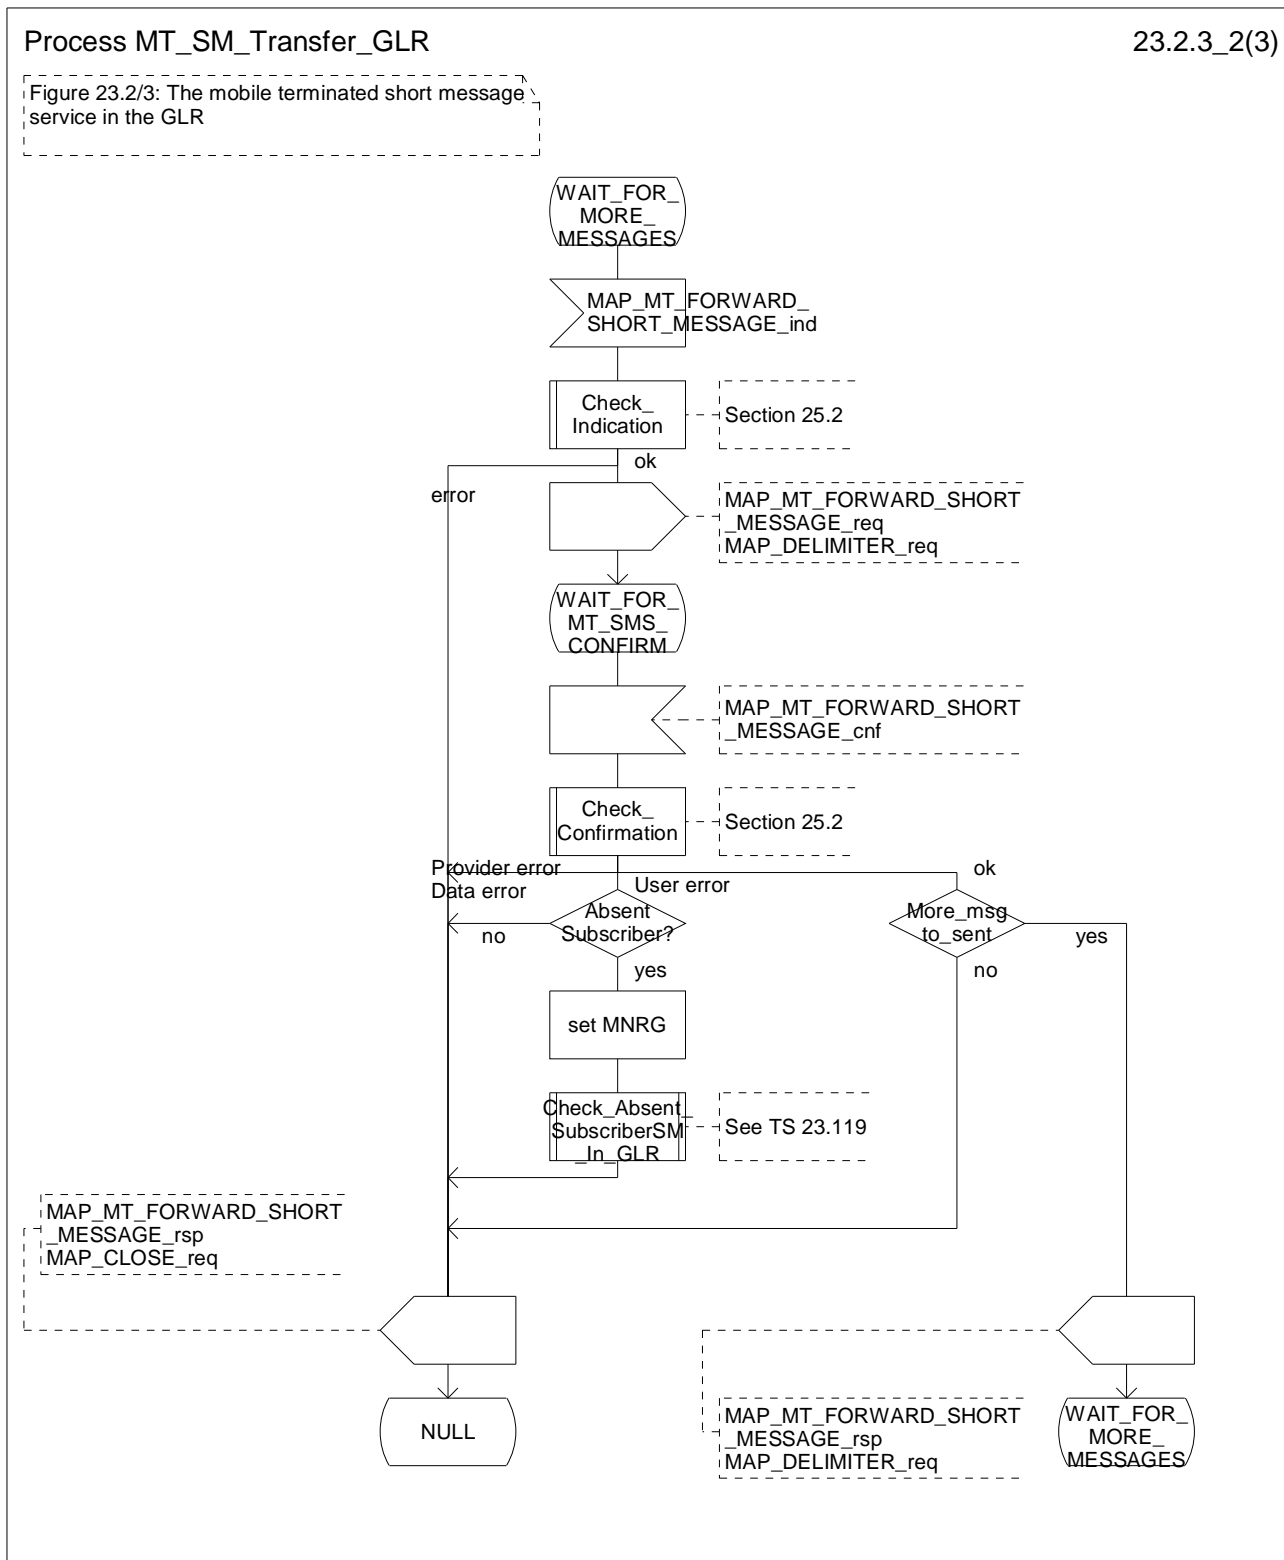 Process MT_SM_Transfer_GLR
23.2.3_2(3)
Figure 23.2/3: The mobile terminated short message
service in the GLR
WAIT_FOR_
MORE_
MESSAGES
MAP_MT_FORWARD_
SHORT_MESSAGE_ind
Check_
Indication
Section 25.2
ok
error
MAP_MT_FORWARD_SHORT
_MESSAGE_req
MAP_DELIMITER_req
WAIT_FOR_
MT_SMS_
CONFIRM
MAP_MT_FORWARD_SHORT
_MESSAGE_cnf
Check_
Confirmation
Section 25.2
Provider error
Data error
User error
ok
Absent
Subscriber?
no
yes
More_msg
to_sent
yes
no
set MNRG
Check_Absent_
SubscriberSM
_In_GLR
See TS 23.119
MAP_MT_FORWARD_SHORT
_MESSAGE_rsp
MAP_CLOSE_req
NULL
MAP_MT_FORWARD_SHORT
_MESSAGE_rsp
MAP_DELIMITER_req
WAIT_FOR_
MORE_
MESSAGES